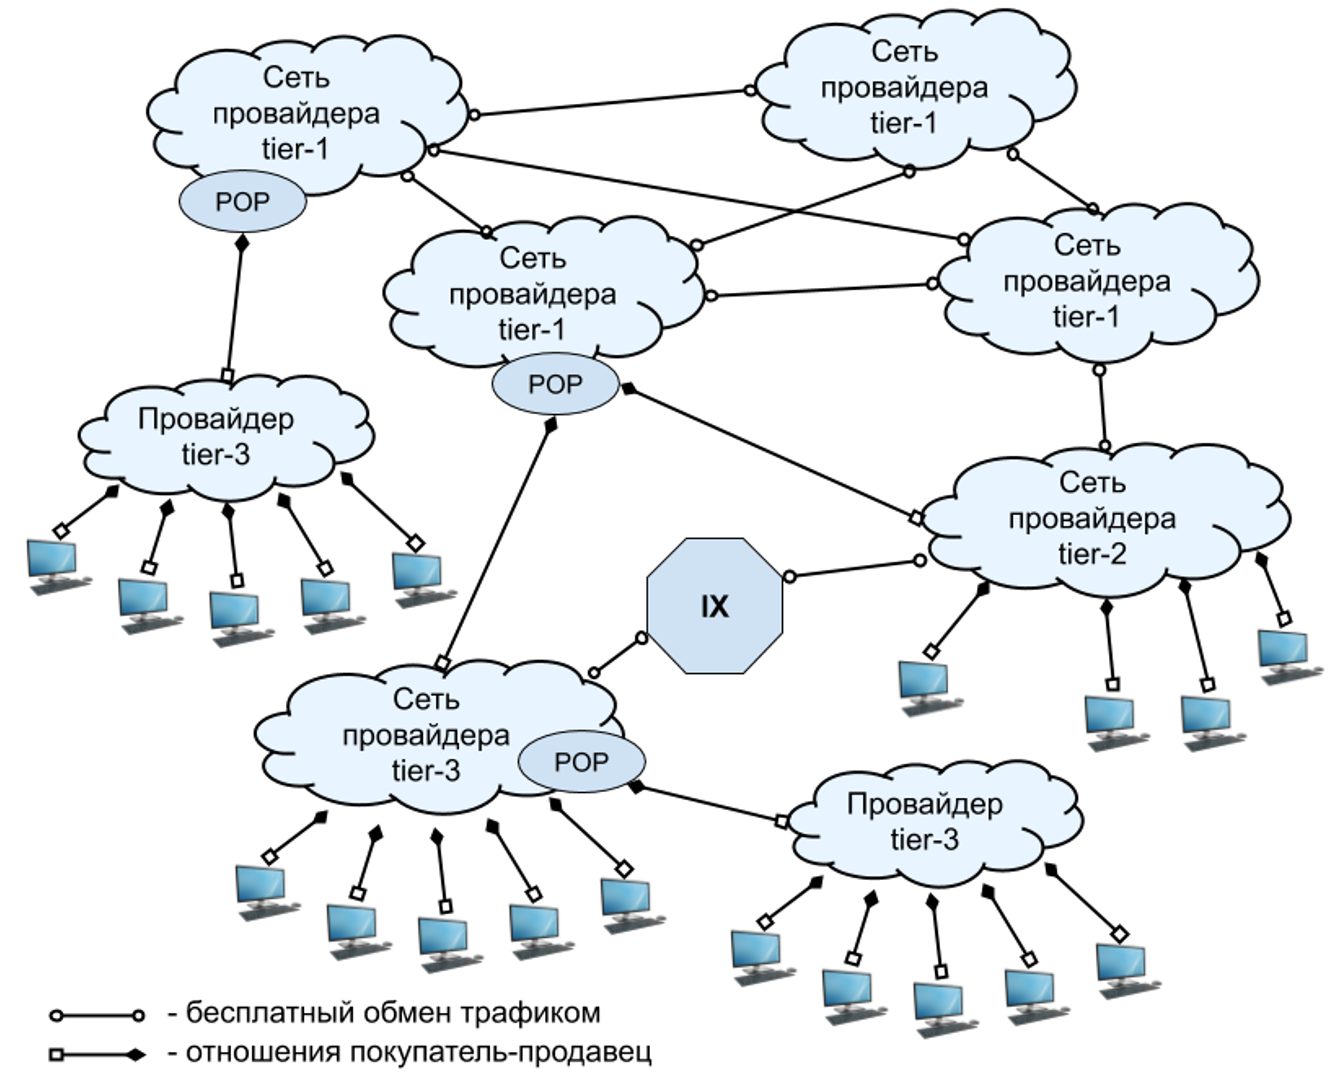 Сеть
провайдера
tier-1
POP
Сеть
провайдера
tier-1
Сеть
провайдера
tier-1
POP
Сеть
провайдера
tier-1
Провайдер
tier-3
Сеть
провайдера
tier-2
IX
Сеть
провайдера
tier-3
POP
Провайдер
tier-3
- бесплатный обмен трафиком
- отношения покупатель-продавец